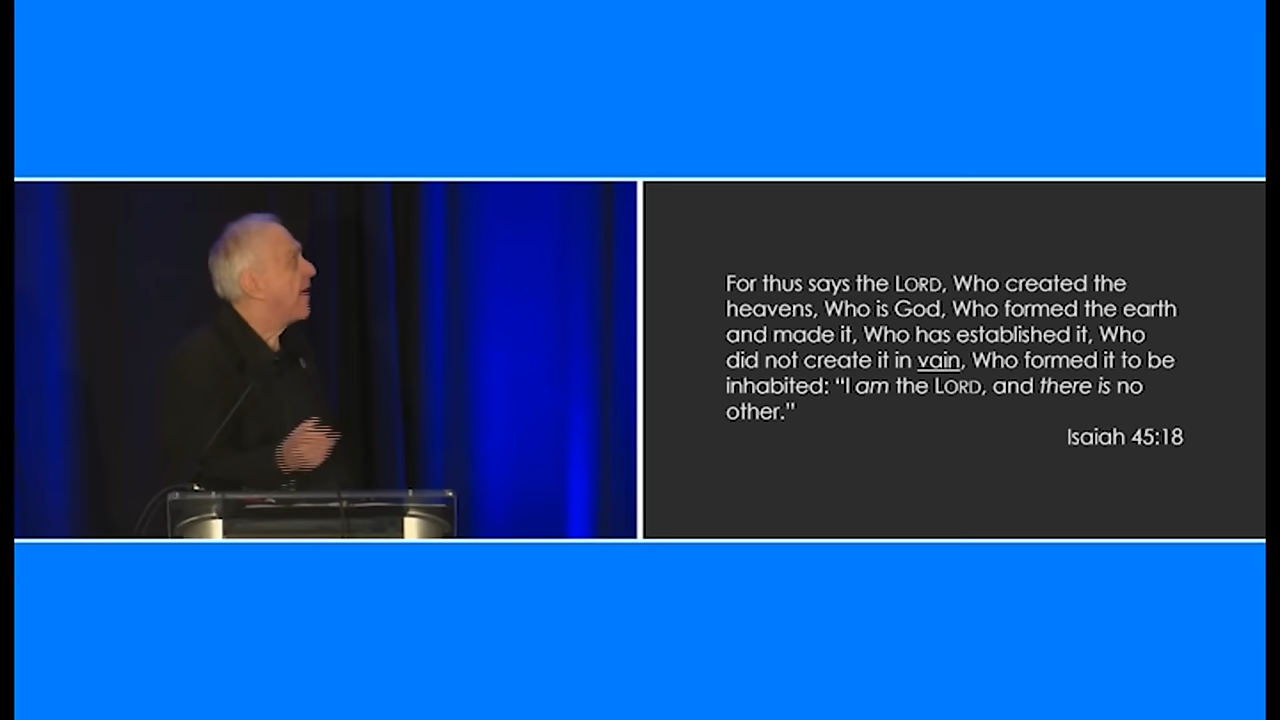 For thus says the LORD, Who created the
heavens, Who is God, Who formed the earth
and made it, Who has established it, Who
did not create it in vain, Who formed it to be
inhabited: “I am the LORD, and there is no
other.”
Isaiah 45:18